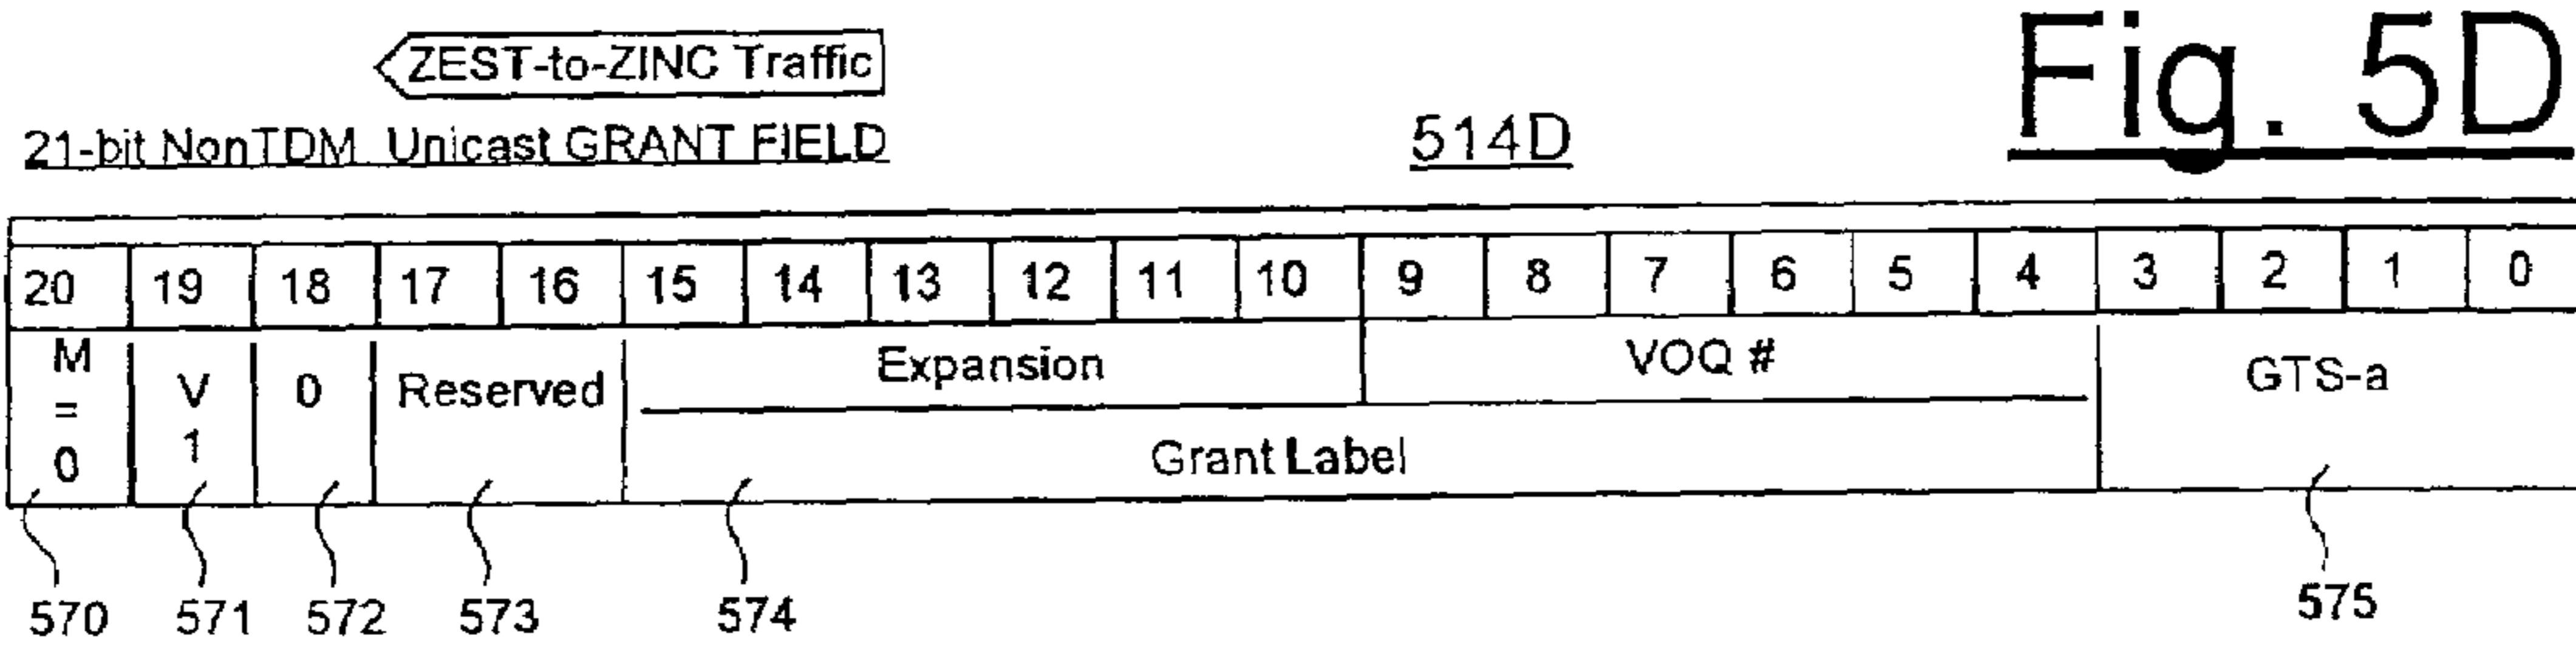 ZEST-to-ZINC Traffic
Fig. 5D
21-bit NonTDM Unicast GRANT FIELD
514D
20 19 18 17 16 15 14 13 12 11 10 9 8 7 6 5 4 3 2 1 0
M
=
0
V
1
0
Reserved
Expansion
VOQ #
Grant Label
GTS-a
570 571 572 573 574 575